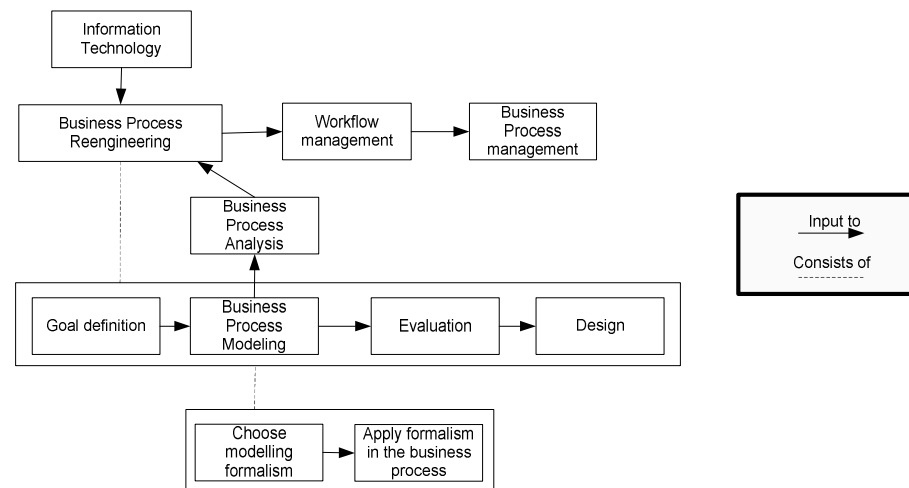 Information
Technology
Business Process
Reengineering
Workflow
management
Business
Process
management
Business
Process
Analysis
Input to
Consists of
Goal definition
Business
Process
Modeling
Evaluation
Design
Choose
modelling
formalism
Apply formalism
in the business
process